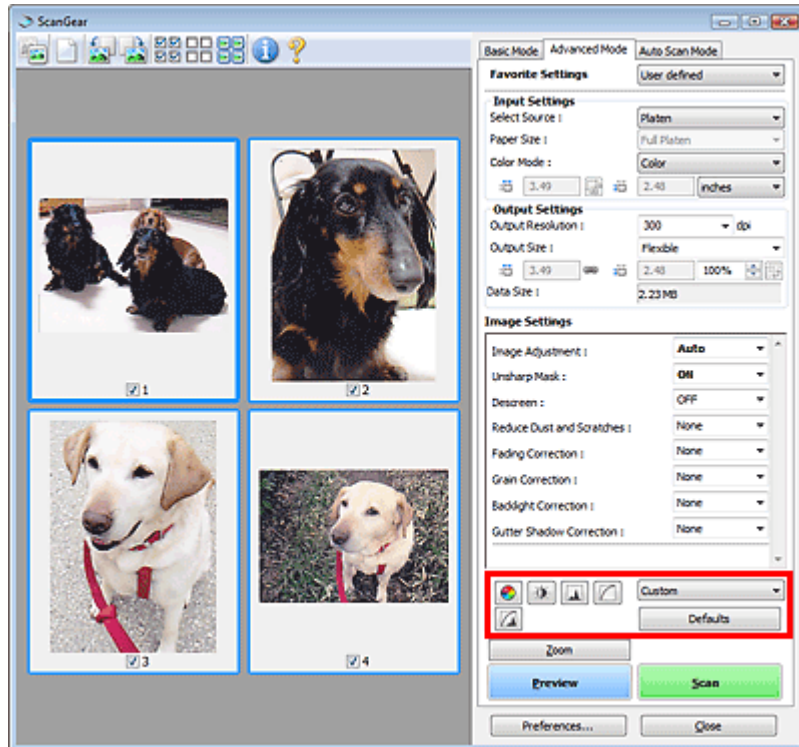 ScanGear
Basic Mode Advanced Mode Auto Scan Mode
Favorite Settings User defined
Input Settings
Select Source : Platen
Paper Size : Full Platen
Color Mode : Color
3.49 2.48 inches
Output Settings
Output Resolution : 300 dpi
Output Size : Flexible
3.49 2.48 100%
Data Size : 2.23 MB
Image Settings
Image Adjustment : Auto
Unsharp Mask : ON
Descreen : OFF
Reduce Dust and Scratches : None
Fading Correction : None
Grain Correction : None
Backlight Correction : None
Gutter Shadow Correction : None
Custom
Defaults
Zoom
Preview Scan
Preferences... Close
1
2
3
4